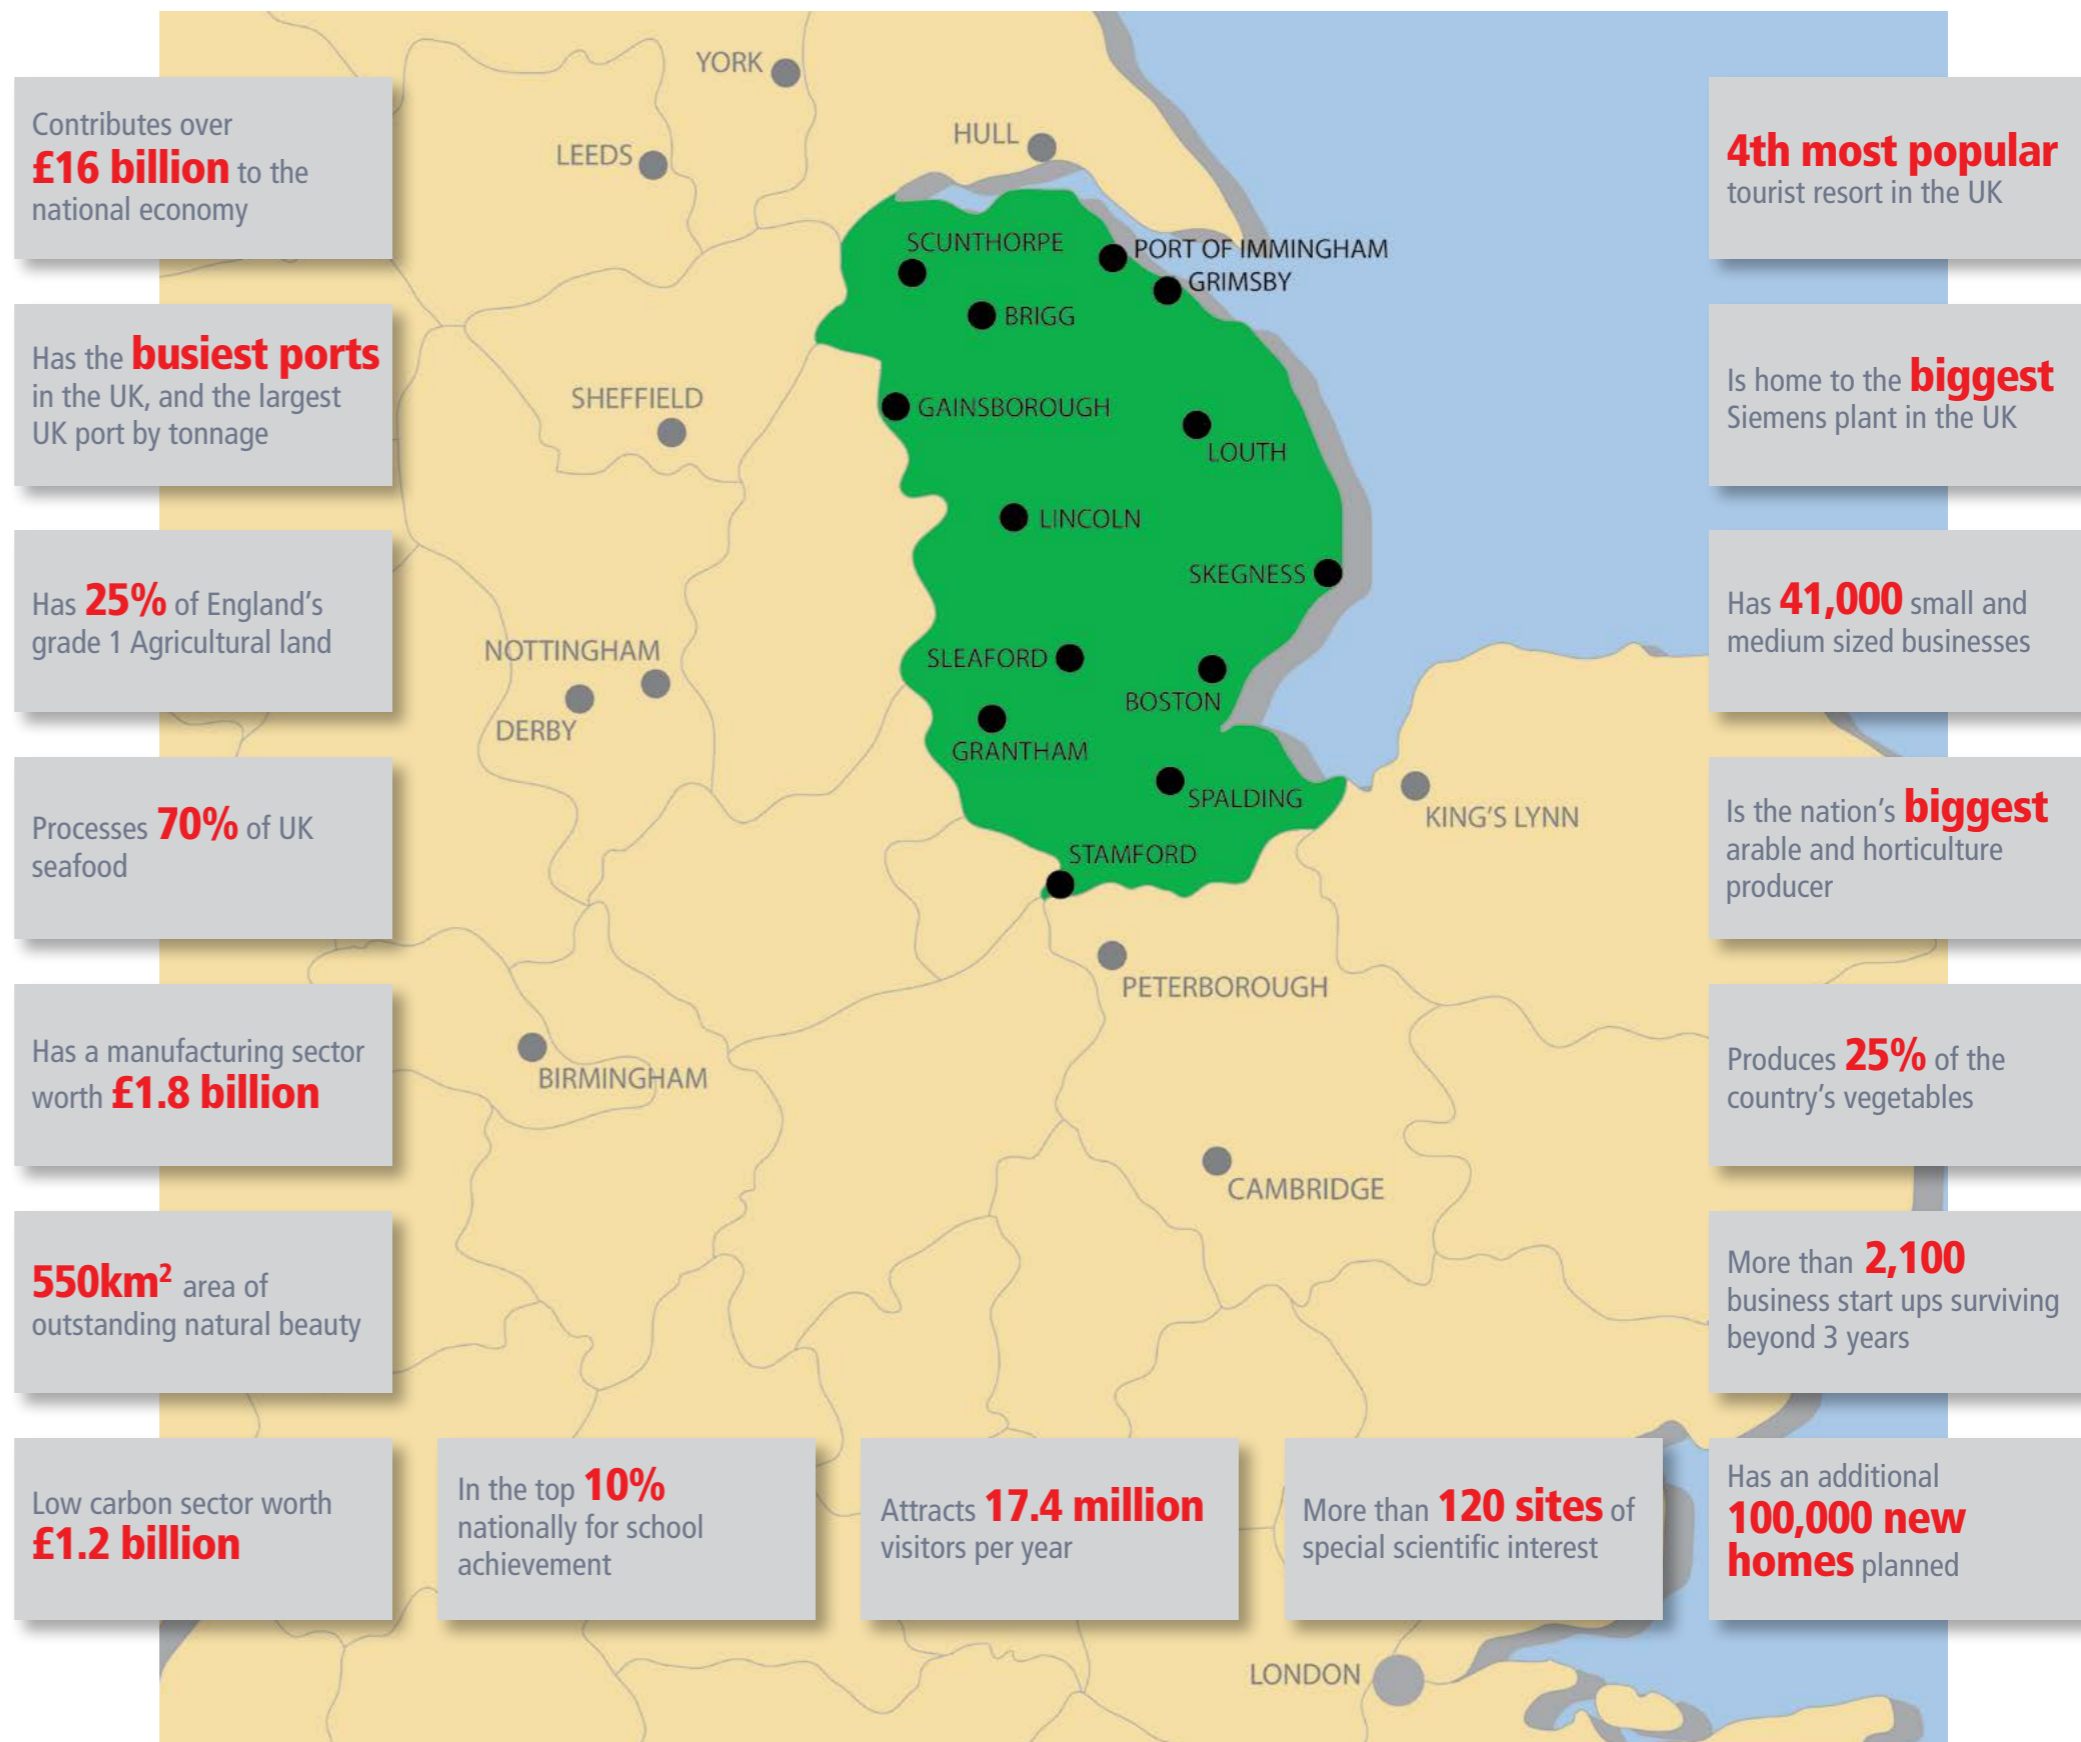 Contributes over
£16 billion to the
national economy
Has the busiest ports
in the UK, and the largest
UK port by tonnage
Has 25% of England's
grade 1 Agricultural land
Processes 70% of UK
seafood
Has a manufacturing sector
worth £1.8 billion
550km² area of
outstanding natural beauty
Low carbon sector worth
£1.2 billion
In the top 10%
nationally for school
achievement
Attracts 17.4 million
visitors per year
More than 120 sites of
special scientific interest
Has an additional
100,000 new
homes planned
4th most popular
tourist resort in the UK
Is home to the biggest
Siemens plant in the UK
Has 41,000 small and
medium sized businesses
Is the nation's biggest
arable and horticulture
producer
Produces 25% of the
country's vegetables
More than 2,100
business start ups surviving
beyond 3 years
YORK
LEEDS
HULL
SCUNTHORPE
PORT OF IMMINGHAM
GRIMSBY
BRIGG
SHEFFIELD
GAINSBOROUGH
LOUTH
LINCOLN
SKEGNESS
NOTTINGHAM
SLEAFORD
BOSTON
DERBY
GRANTHAM
SPALDING
KING'S LYNN
STAMFORD
PETERBOROUGH
BIRMINGHAM
CAMBRIDGE
LONDON